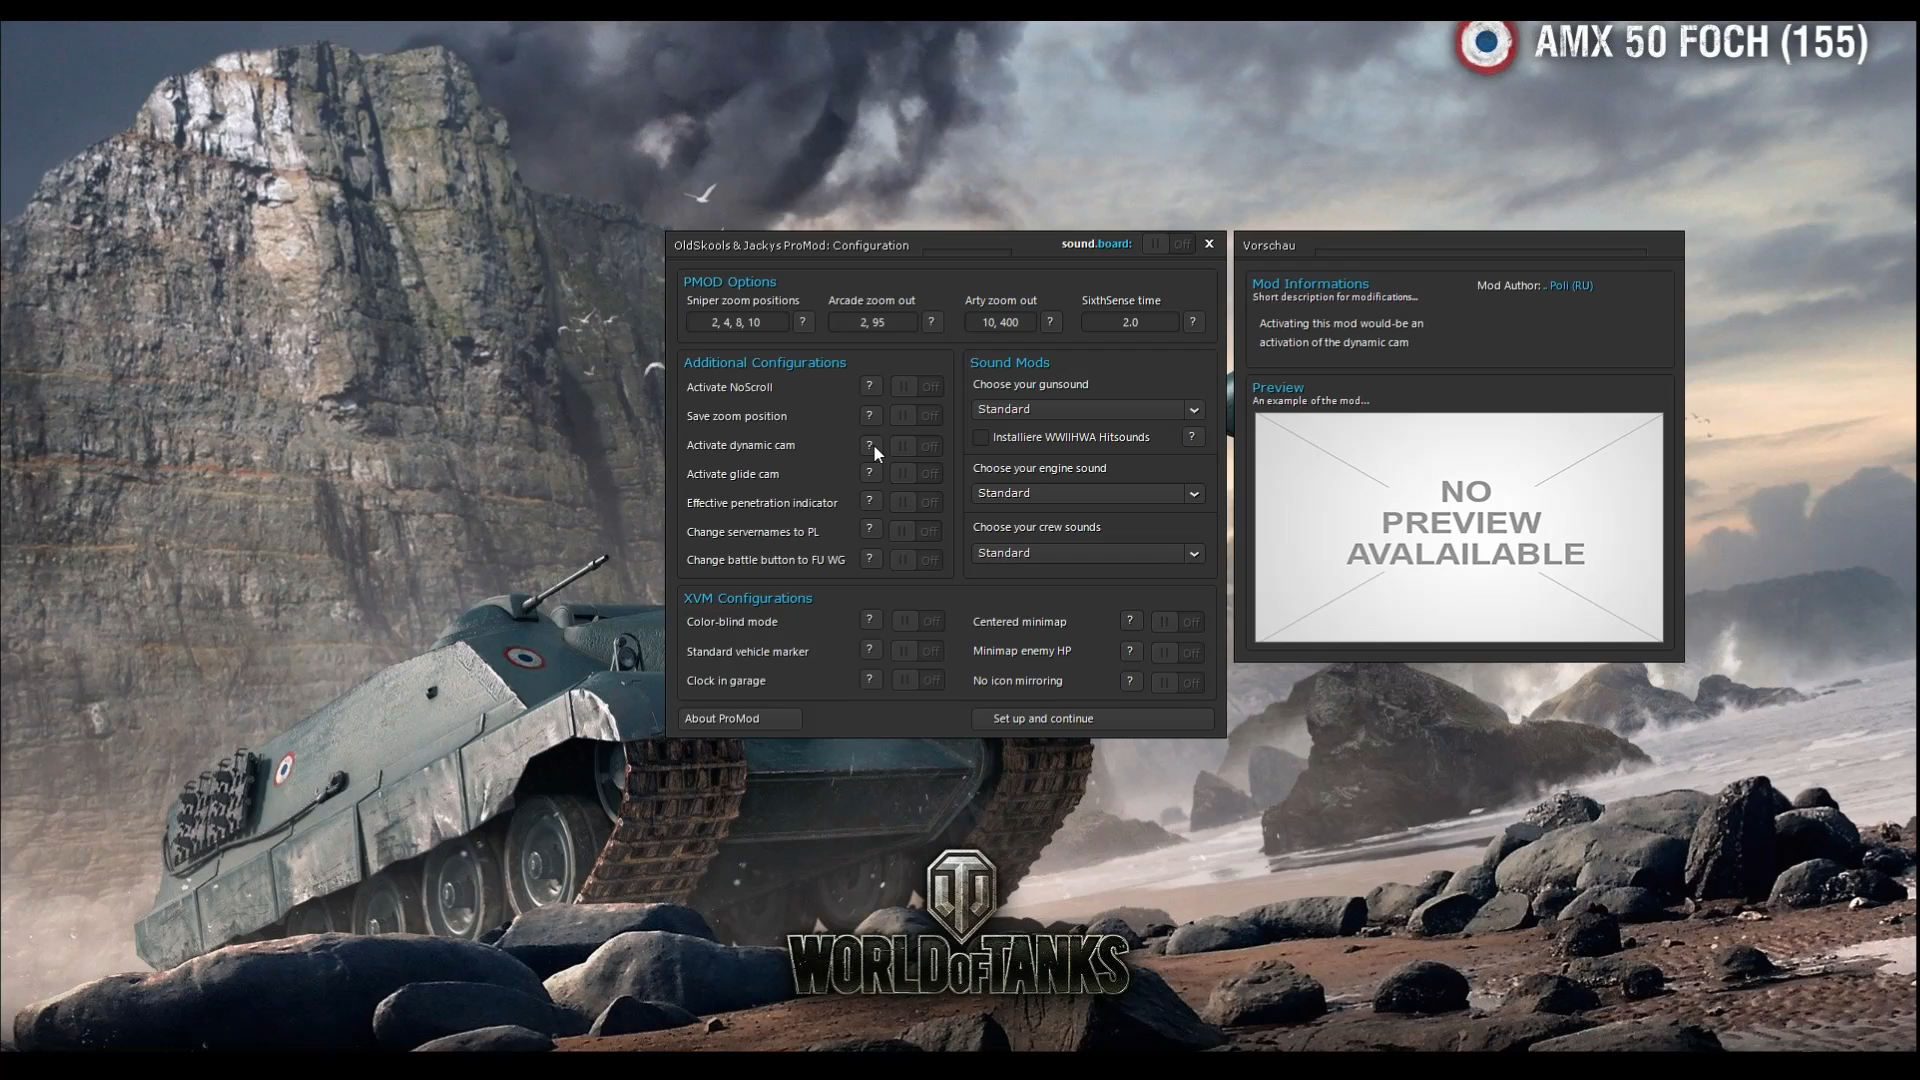 AMX 50 FOCH (155)
OldSkools & Jackys ProMod: Configuration
sound.board:
Off
X
PMOD Options
Sniper zoom positions
Arcade zoom out
Arty zoom out
SixthSense time
2, 4, 8, 10
?
2, 95
?
10, 400
?
2.0
?
Additional Configurations
Activate NoScroll
?
Off
Save zoom position
?
Off
Activate dynamic cam
?
Off
Activate glide cam
?
Off
Effective penetration indicator
?
Off
Change servernames to PL
?
Off
Change battle button to FU WG
?
Off
Sound Mods
Choose your gunsound
Standard
Installiere WWIIHWA Hitsounds
?
Choose your engine sound
Standard
Choose your crew sounds
Standard
XVM Configurations
Color-blind mode
?
Off
Centered minimap
?
Off
Standard vehicle marker
?
Off
Minimap enemy HP
?
Off
Clock in garage
?
Off
No icon mirroring
?
Off
About ProMod
Set up and continue
Vorschau
Mod Informations
Short description for modifications...
Mod Author: .. Poli (RU)
Activating this mod would-be an
activation of the dynamic cam
Preview
An example of the mod...
NO
PREVIEW
AVALAILABLE
WORLD OF TANKS